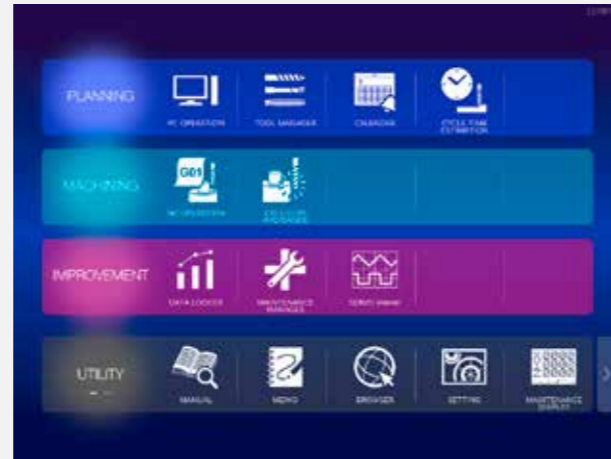 PLANNING
PC OPERATION
TOOL MANAGER
CALENDAR
CYCLE TIME
ESTIMATION
MACHINING
G01
NC OPERATION
IMPROVEMENT
DATA LOGGER
MAINTENANCE
MANAGER
SERVO VIEWER
UTILITY
MANUAL
MEMO
BROWSER
SETTING
MAINTENANCE
DISPLAY